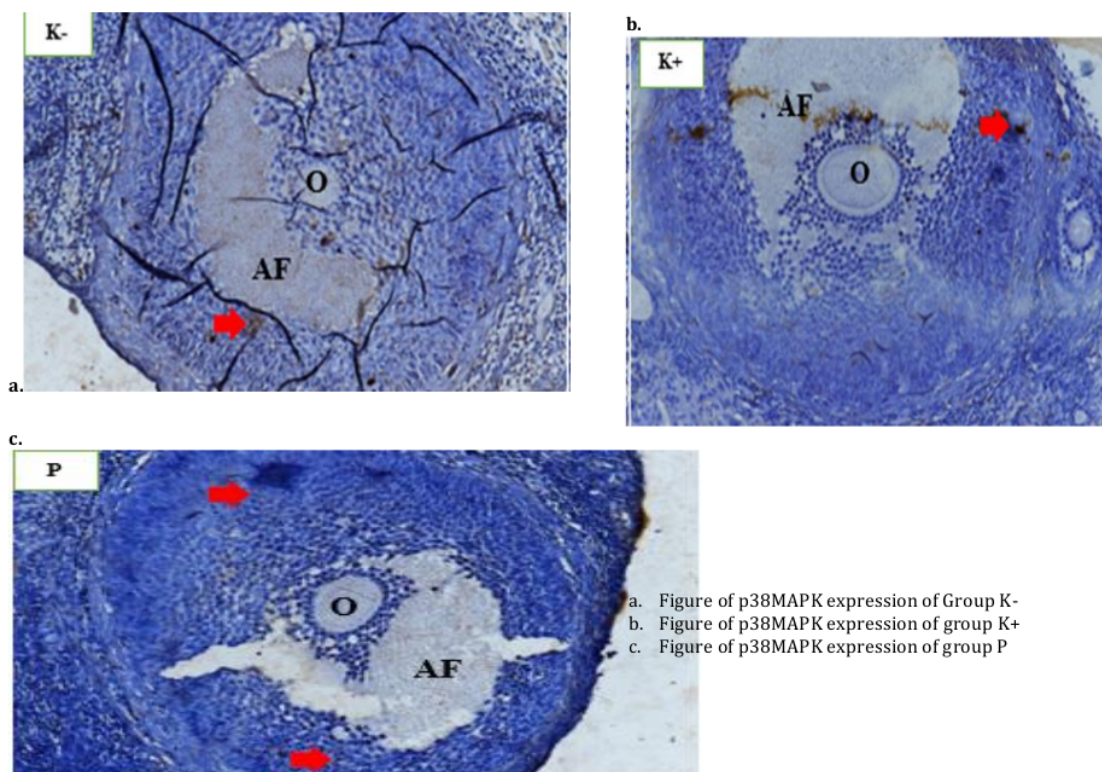 K-
O
AF
a.
b.
K+
AF
O
c.
P
O
AF
a. Figure of p38MAPK expression of Group K-
b. Figure of p38MAPK expression of group K+
c. Figure of p38MAPK expression of group P